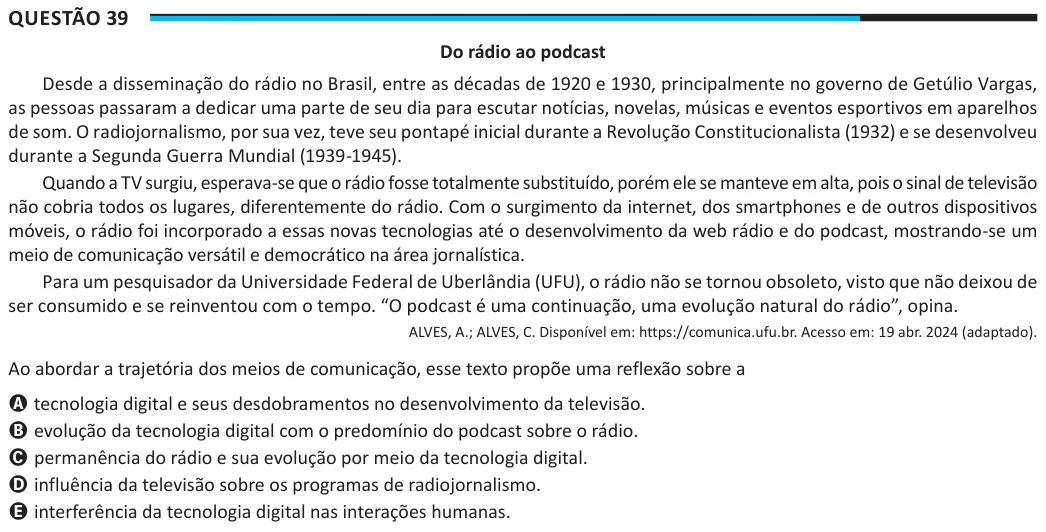 QUESTÃO 39
Do rádio ao podcast
Desde a disseminação do rádio no Brasil, entre as décadas de 1920 e 1930, principalmente no governo de Getúlio Vargas,
as pessoas passaram a dedicar uma parte de seu dia para escutar notícias, novelas, músicas e eventos esportivos em aparelhos
de som. O radiojornalismo, por sua vez, teve seu pontapé inicial durante a Revolução Constitucionalista (1932) e se desenvolveu
durante a Segunda Guerra Mundial (1939-1945).
Quando a TV surgiu, esperava-se que o rádio fosse totalmente substituído, porém ele se manteve em alta, pois o sinal de televisão
não cobria todos os lugares, diferentemente do rádio. Com o surgimento da internet, dos smartphones e de outros dispositivos
móveis, o rádio foi incorporado a essas novas tecnologias até o desenvolvimento da web rádio e do podcast, mostrando-se um
meio de comunicação versátil e democrático na área jornalística.
Para um pesquisador da Universidade Federal de Uberlândia (UFU), o rádio não se tornou obsoleto, visto que não deixou de
ser consumido e se reinventou com o tempo. “O podcast é uma continuação, uma evolução natural do rádio”, opina.
ALVES, A.; ALVES, C. Disponível em: https://comunica.ufu.br. Acesso em: 19 abr. 2024 (adaptado).
Ao abordar a trajetória dos meios de comunicação, esse texto propõe uma reflexão sobre a
A tecnologia digital e seus desdobramentos no desenvolvimento da televisão.
B evolução da tecnologia digital com o predomínio do podcast sobre o rádio.
C permanência do rádio e sua evolução por meio da tecnologia digital.
D influência da televisão sobre os programas de radiojornalismo.
E interferência da tecnologia digital nas interações humanas.